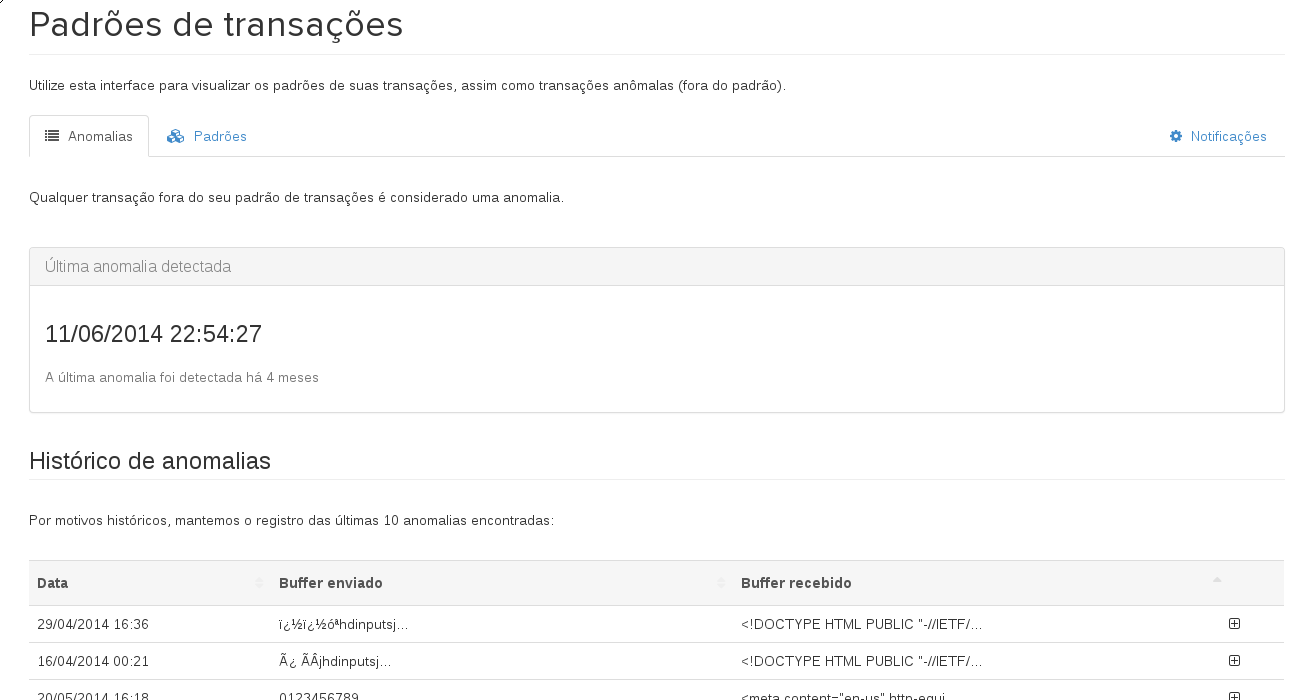 Padrões de transações
Utilize esta interface para visualizar os padrões de suas transações, assim como transações anômalas (fora do padrão).
Anomalias Padrões Notificações
Qualquer transação fora do seu padrão de transações é considerado uma anomalia.
Última anomalia detectada
11/06/2014 22:54:27
A última anomalia foi detectada há 4 meses
Histórico de anomalias
Por motivos históricos, mantemos o registro das últimas 10 anomalias encontradas:
Data Buffer enviado Buffer recebido
29/04/2014 16:36 ï¿½ï¿½óªhdinputsj... <!DOCTYPE HTML PUBLIC "-//IETF/...
16/04/2014 00:21 Ã¿ ÃÂjhdinputsj... <!DOCTYPE HTML PUBLIC "-//IETF/...
20/05/2014 16:18 0123456789 <meta content="en-us" http-equi